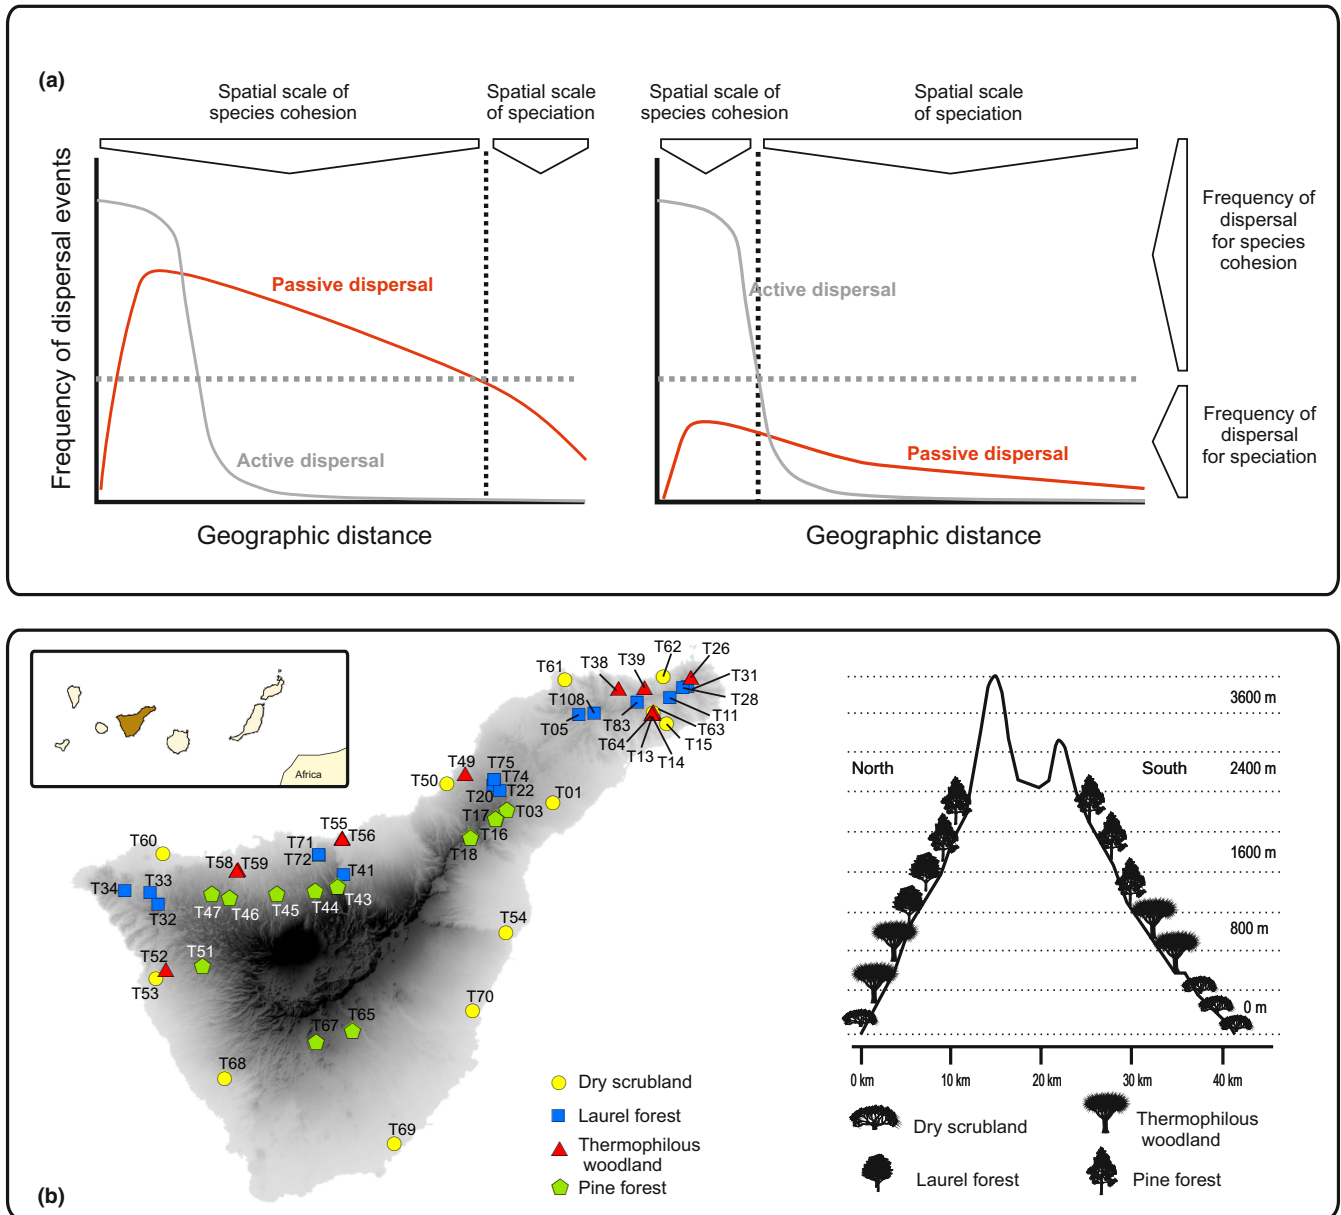 (a)
Spatial scale of
species cohesion
Spatial scale
of speciation
Spatial scale of
species cohesion
Spatial scale
of speciation
Frequency of dispersal events
Passive dispersal
Active dispersal
Geographic distance
Active dispersal
Passive dispersal
Geographic distance
Frequency of
dispersal
for species
cohesion
Frequency of
dispersal
for speciation
Africa
T61
T38
T39
T62
T26
T31
T28
T108
T05
T83
T11
T63
T64
T15
T13
T14
T49
T75
T74
T50
T20
T22
T01
T17
T03
T16
T18
T55
T56
T71
T72
T60
T58
T59
T41
T34
T33
T32
T47
T46
T45
T44
T43
T54
T52
T51
T53
T70
T67
T65
T68
T69
Dry scrubland
Laurel forest
Thermophilous
woodland
Pine forest
(b)
North
South
3600 m
2400 m
1600 m
800 m
0 m
0 km
10 km
20 km
30 km
40 km
Dry scrubland
Thermophilous
woodland
Laurel forest
Pine forest